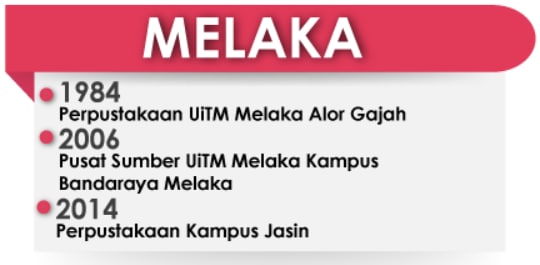 MELAKA
1984
Perpustakaan UiTM Melaka Alor Gajah
2006
Pusat Sumber UiTM Melaka Kampus
Bandaraya Melaka
2014
Perpustakaan Kampus Jasin